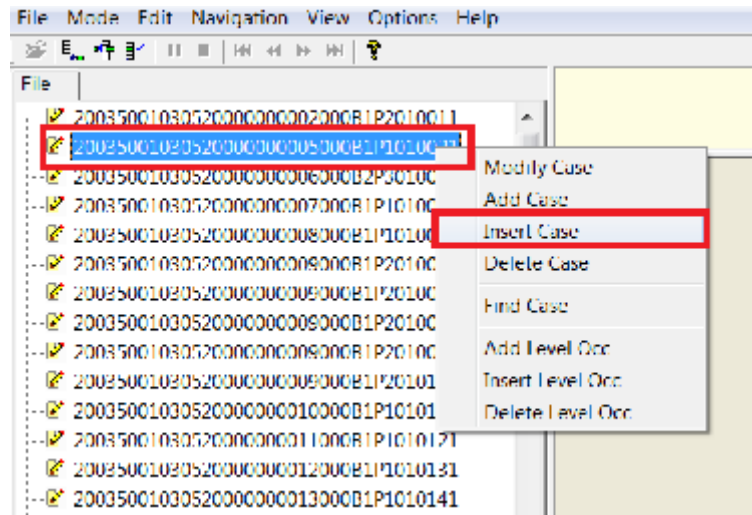 File Mode Edit Navigation View Options Help
File
20035001030520000000002000B1P2010011
20035001030520000000006000B2P30100
20035001030520000000007000B1P10100
20035001030520000000008000B1P10100
20035001030520000000009000B1P20100
20035001030520000000009000B1P20100
20035001030520000000009000B1P20100
20035001030520000000009000B1P20100
20035001030520000000009000B1P20101
20035001030520000000010000B1P10101
20035001030520000000011000B1P1010121
20035001030520000000012000B1P1010131
20035001030520000000013000B1P1010141
Modify Case
Add Case
Insert Case
Delete Case
Find Case
Add Level Occ
Insert Level Occ
Delete Level Occ